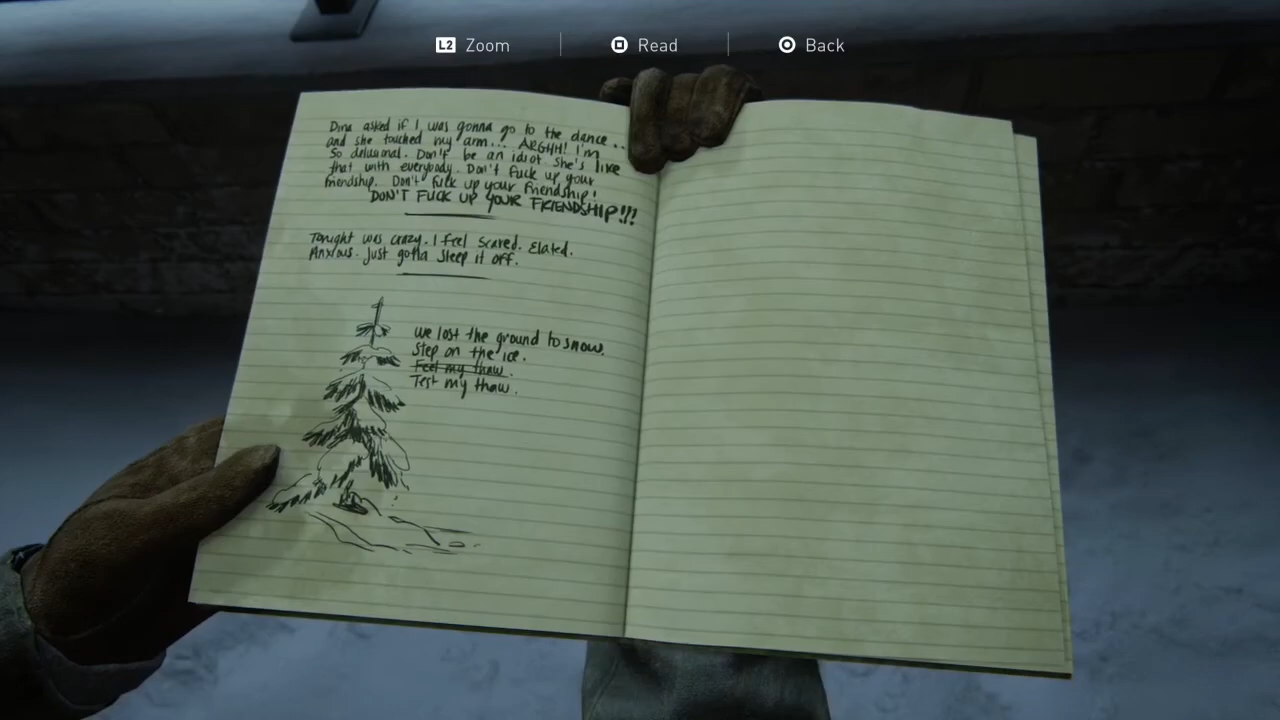 L2 Zoom
Read
Back
Dina asked if I was gonna go to the dance..
and she touched my arm... ARGHH! I'm
so delusional. Don't be an idiot she's like
that with everybody. Don't fuck up your
friendship. Don't fuck up your friendship!
DON'T FUCK UP YOUR FRIENDSHIP!!!
Tonight was crazy. I feel scared. Elated.
Anxious. Just gotta sleep it off.
we lost the ground to snow.
Step on the ice.
Feel my thaw.
Test my thaw.